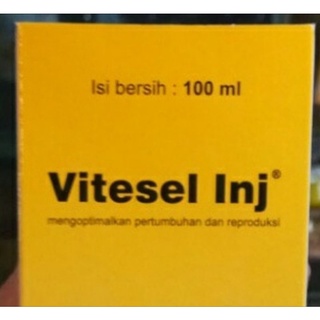 Isi bersih : 100 ml
Vitesel Inj®
mengoptimalkan pertumbuhan dan reproduksi